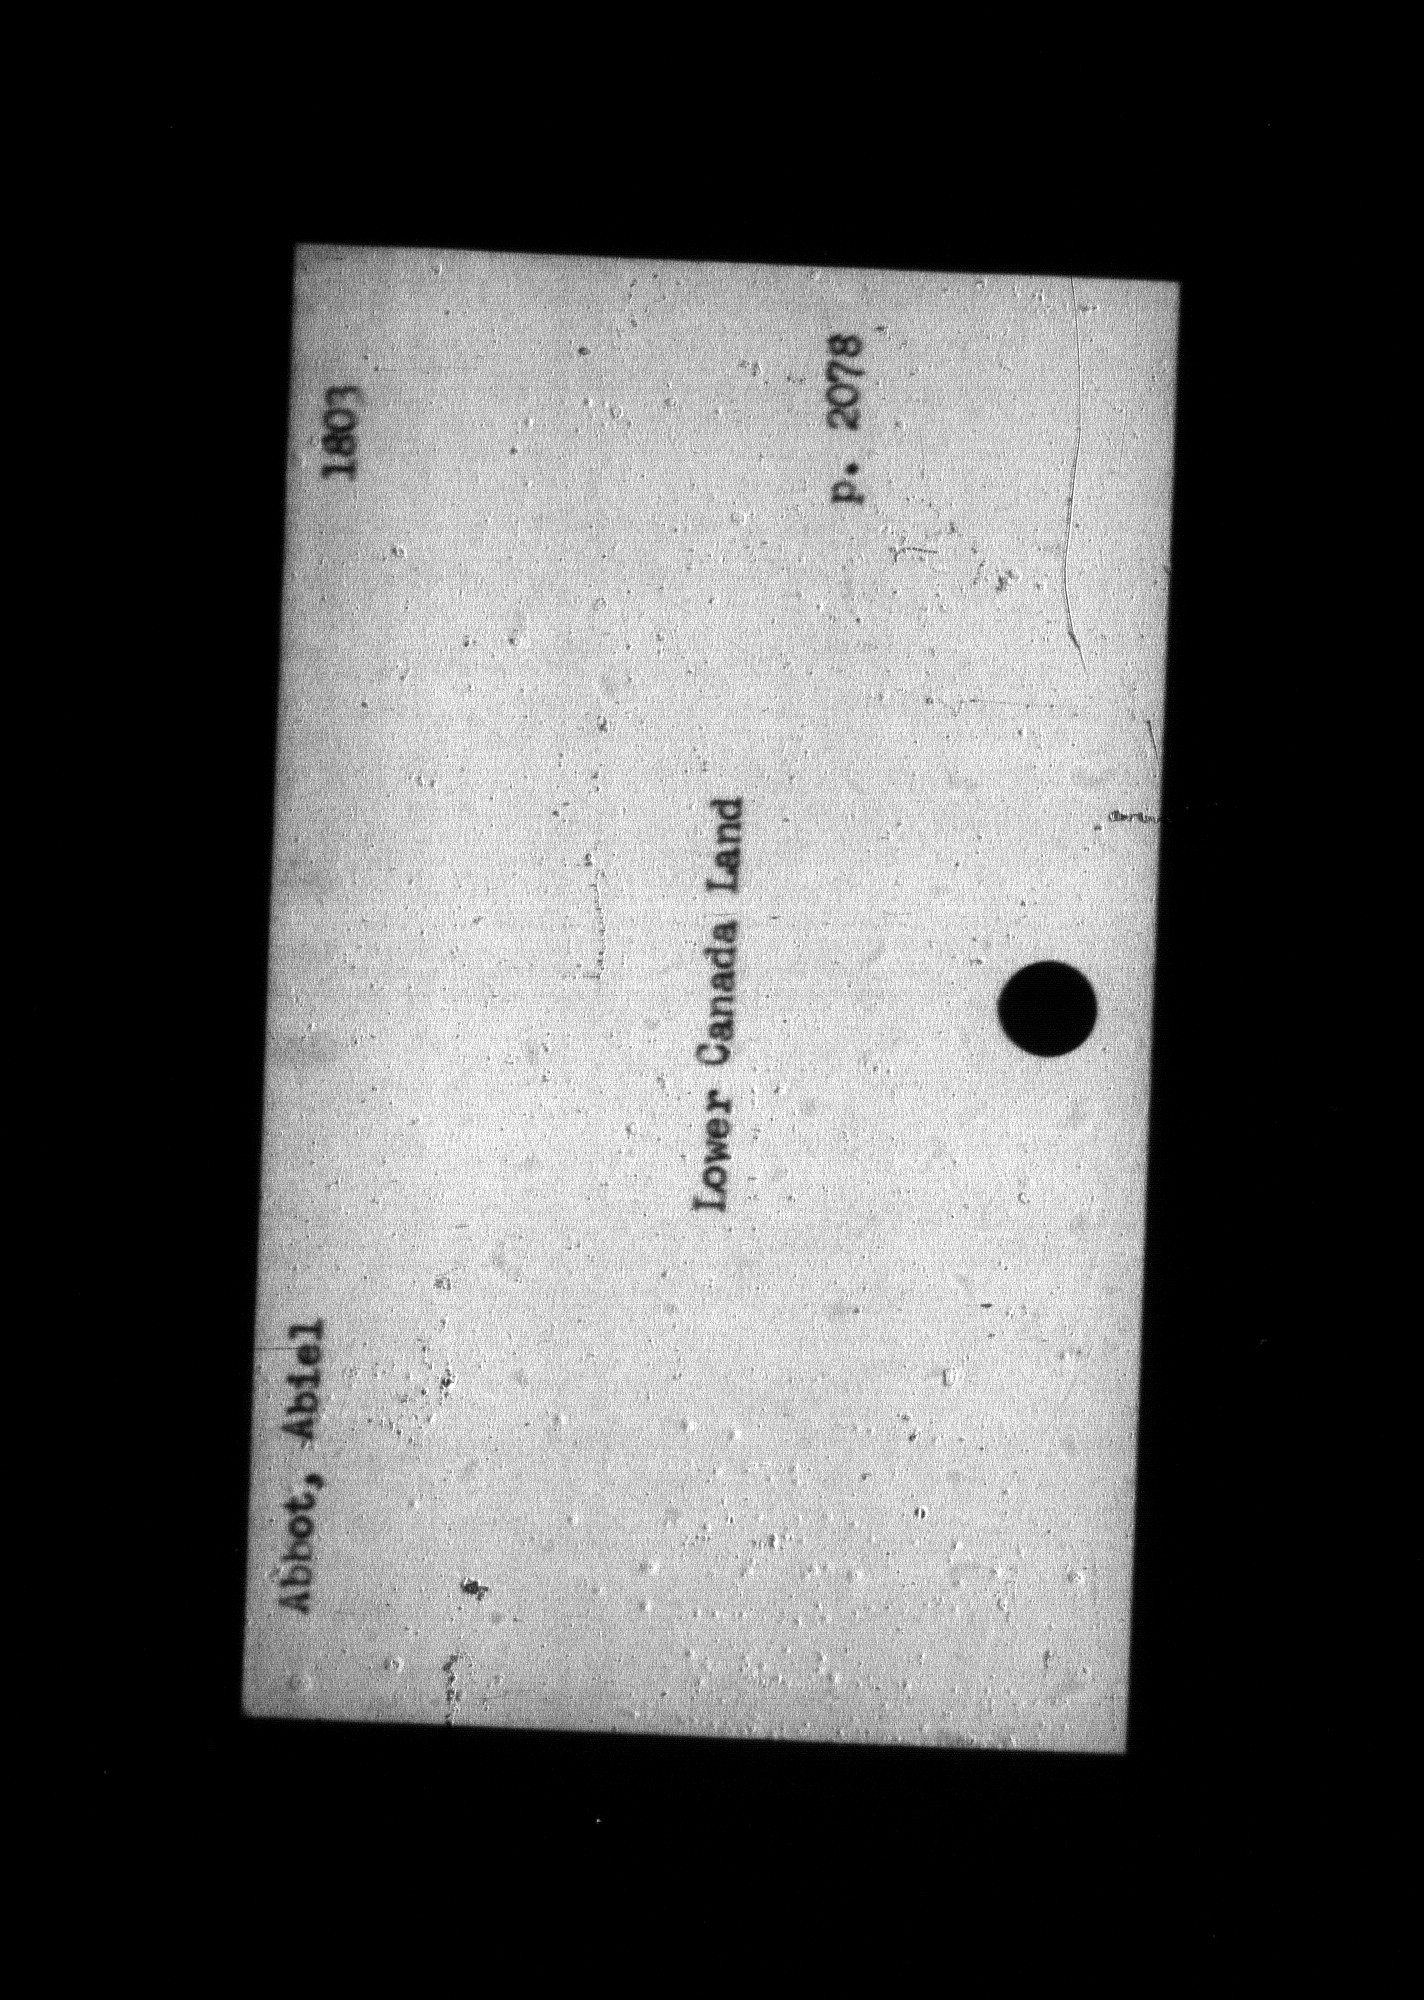 Abbot, Abiel 1803
Lower Canada Land
p. 2078